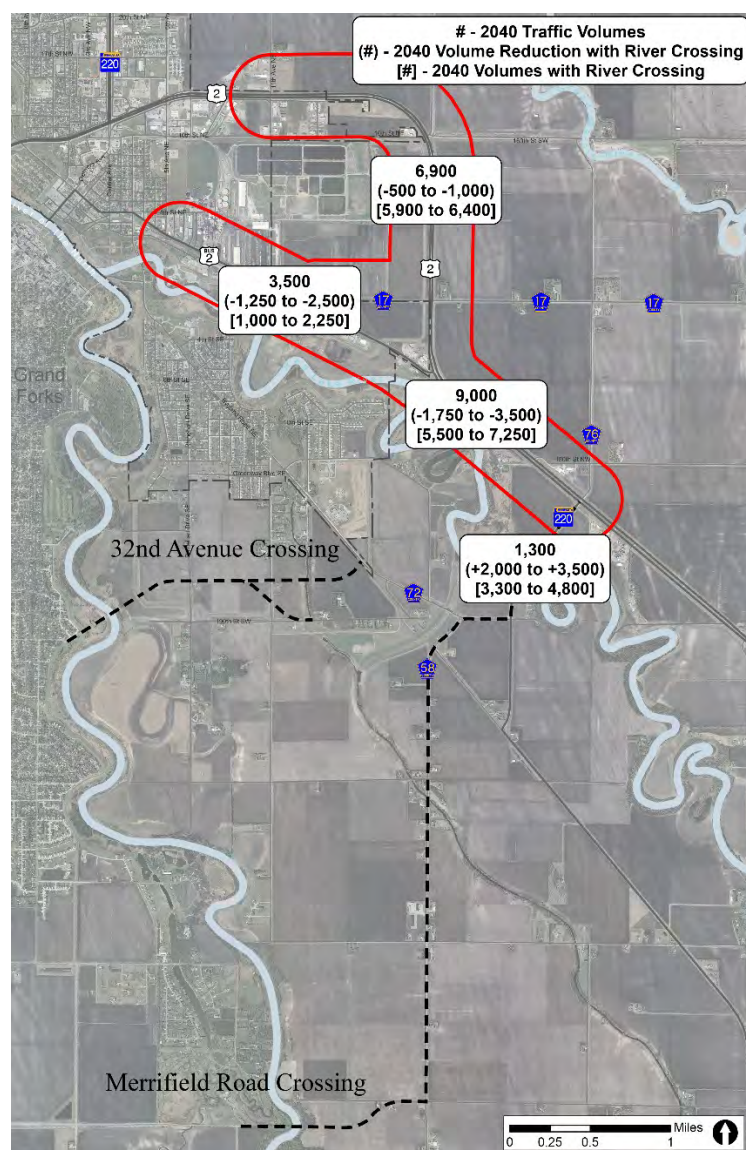 # - 2040 Traffic Volumes
(#) - 2040 Volume Reduction with River Crossing
[#] - 2040 Volumes with River Crossing
220
2
6,900
(-500 to -1,000)
[5,900 to 6,400]
2
2
3,500
(-1,250 to -2,500)
[1,000 to 2,250]
17
17
17
Grand
Forks
9,000
(-1,750 to -3,500)
[5,500 to 7,250]
76
220
1,300
(+2,000 to +3,500)
[3,300 to 4,800]
32nd Avenue Crossing
72
58
Merrifield Road Crossing
Miles
0 0.25 0.5 1